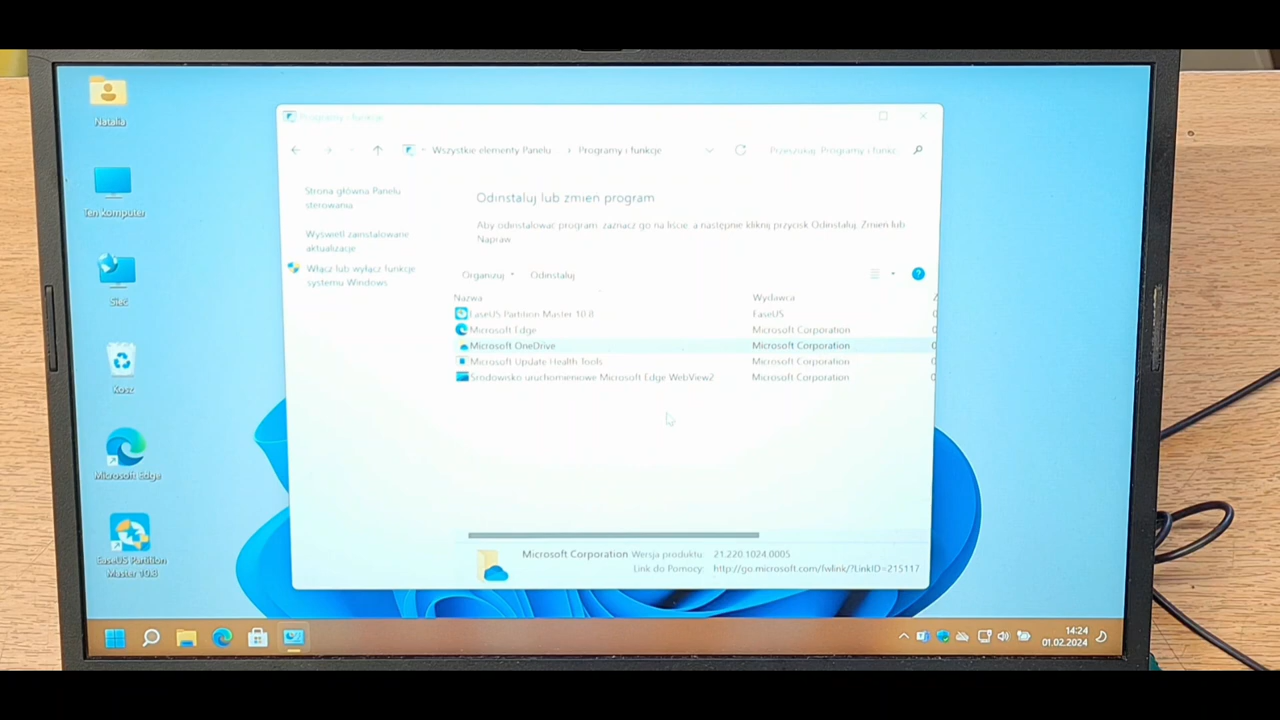 Natalia
Ten komputer
Sieć
Kosz
Microsoft Edge
EaseUS Partition
Master 10.8
Programy i funkcje
Wszystkie elementy Panelu
Programy i funkcje
Przeszukaj: Programy i funkc
Strona główna Panelu
sterowania
Wyświetl zainstalowane
aktualizacje
Włącz lub wyłącz funkcje
systemu Windows
Odinstaluj lub zmień program
Aby odinstalować program, zaznacz go na liście, a następnie kliknij przycisk Odinstaluj, Zmień lub
Napraw.
Organizuj Odinstaluj
Nazwa Wydawca
EaseUS Partition Master 10.8 EaseUS
Microsoft Edge Microsoft Corporation
Microsoft OneDrive Microsoft Corporation
Microsoft Update Health Tools Microsoft Corporation
Środowisko uruchomieniowe Microsoft Edge WebView2 Microsoft Corporation
Microsoft Corporation Wersja produktu: 21.220.1024.0005
Link do Pomocy: http://go.microsoft.com/fwlink/?LinkID=215117
14:24
01.02.2024